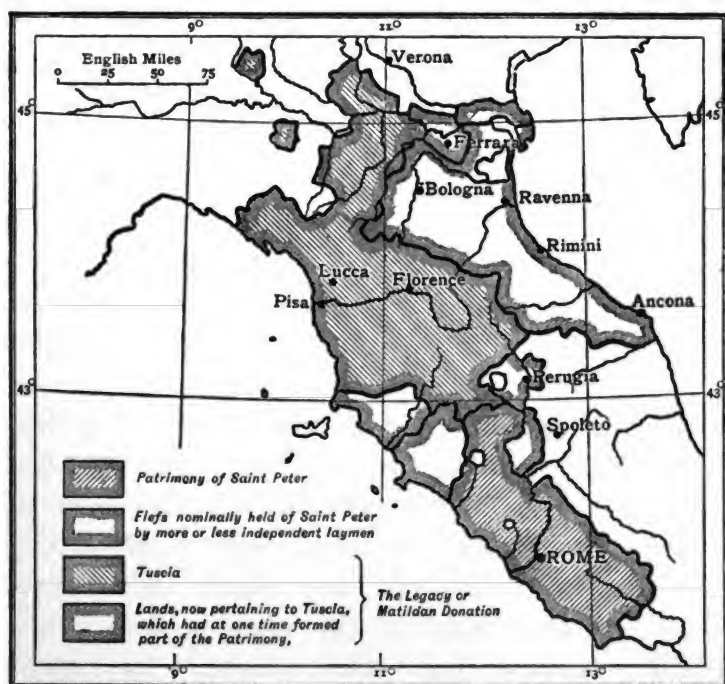 9° 11° 13°
English Miles
0 25 50 75
Verona
45° 45°
Ferrara
Bologna
Ravenna
Rimini
Lucca
Florence
Pisa
Ancona
Perugia
43° 43°
Spoleto
Patrimony of Saint Peter
Fiefs nominally held of Saint Peter
by more or less independent laymen
ROME
Tuscia
Lands, now pertaining to Tuscia,
which had at one time formed
part of the Patrimony,
The Legacy or
Matildan Donation
9° 11° 13°